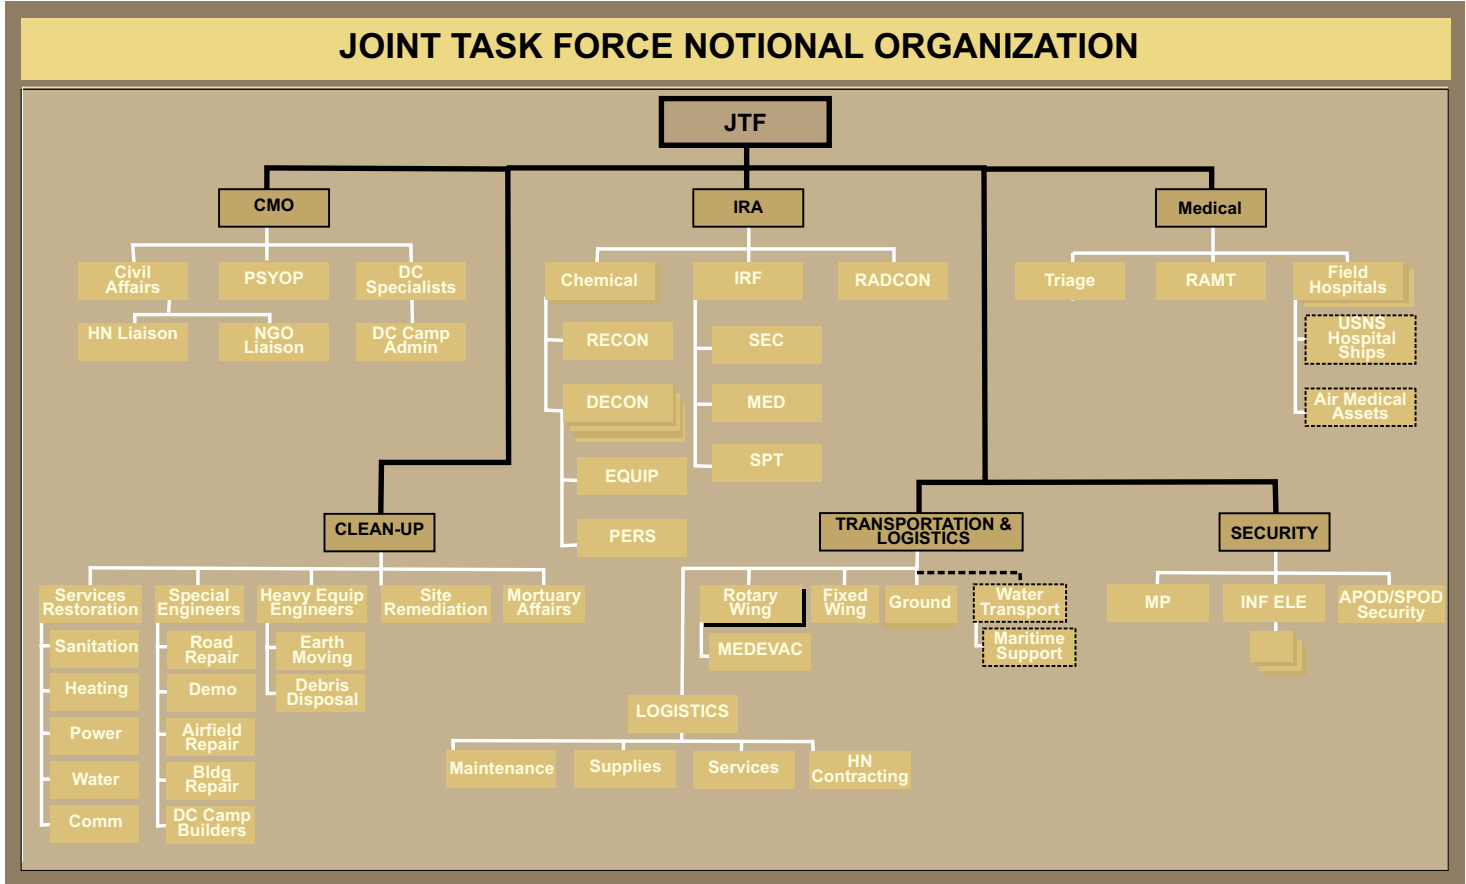 JOINT TASK FORCE NOTIONAL ORGANIZATION
JTF
CMO
IRA
Medical
Civil
Affairs
PSYOP
DC
Specialists
HN Liaison
NGO
Liaison
DC Camp
Admin
Chemical
IRF
RADCON
RECON
DECON
EQUIP
PERS
SEC
MED
SPT
Triage
RAMT
Field
Hospitals
USNS
Hospital
Ships
Air Medical
Assets
CLEAN-UP
TRANSPORTATION &
LOGISTICS
SECURITY
Services
Restoration
Sanitation
Heating
Power
Water
Comm
Special
Engineers
Road
Repair
Demo
Airfield
Repair
Bldg
Repair
DC Camp
Builders
Heavy Equip
Engineers
Earth
Moving
Debris
Disposal
Site
Remediation
Mortuary
Affairs
Rotary
Wing
MEDEVAC
Fixed
Wing
Ground
Water
Transport
Maritime
Support
LOGISTICS
Maintenance
Supplies
Services
HN
Contracting
MP
INF ELE
APOD/SPOD
Security